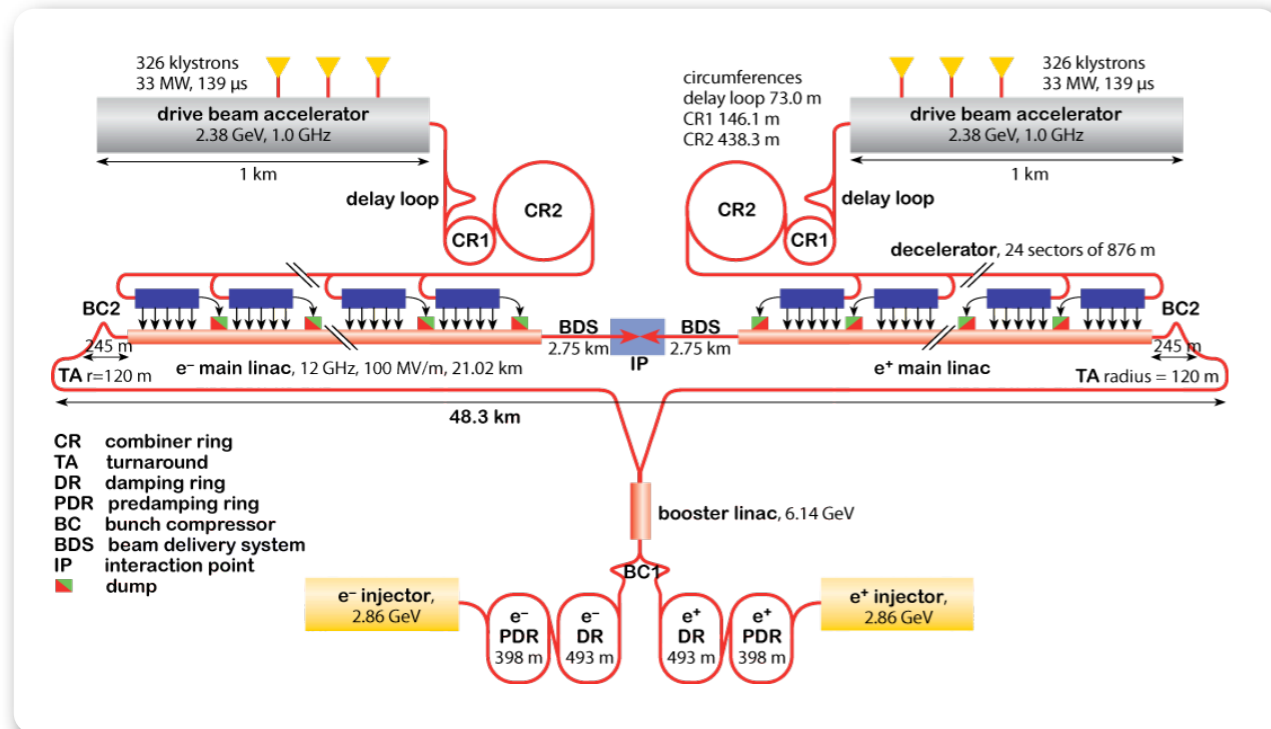 326 klystrons
33 MW, 139 µs
drive beam accelerator
2.38 GeV, 1.0 GHz
1 km
circumferences
delay loop 73.0 m
CR1 146.1 m
CR2 438.3 m
326 klystrons
33 MW, 139 µs
drive beam accelerator
2.38 GeV, 1.0 GHz
1 km
delay loop
CR1
CR2
CR2
CR1
delay loop
decelerator, 24 sectors of 876 m
BC2
245 m
TA r=120 m
e⁻ main linac, 12 GHz, 100 MV/m, 21.02 km
BDS
2.75 km
IP
BDS
2.75 km
e⁺ main linac
BC2
245 m
TA radius = 120 m
48.3 km
CR combiner ring
TA turnaround
DR damping ring
PDR predamping ring
BC bunch compressor
BDS beam delivery system
IP interaction point
dump
booster linac, 6.14 GeV
BC1
e⁻ injector,
2.86 GeV
e⁻
PDR
398 m
e⁻
DR
493 m
e⁺
DR
493 m
e⁺
PDR
398 m
e⁺ injector,
2.86 GeV